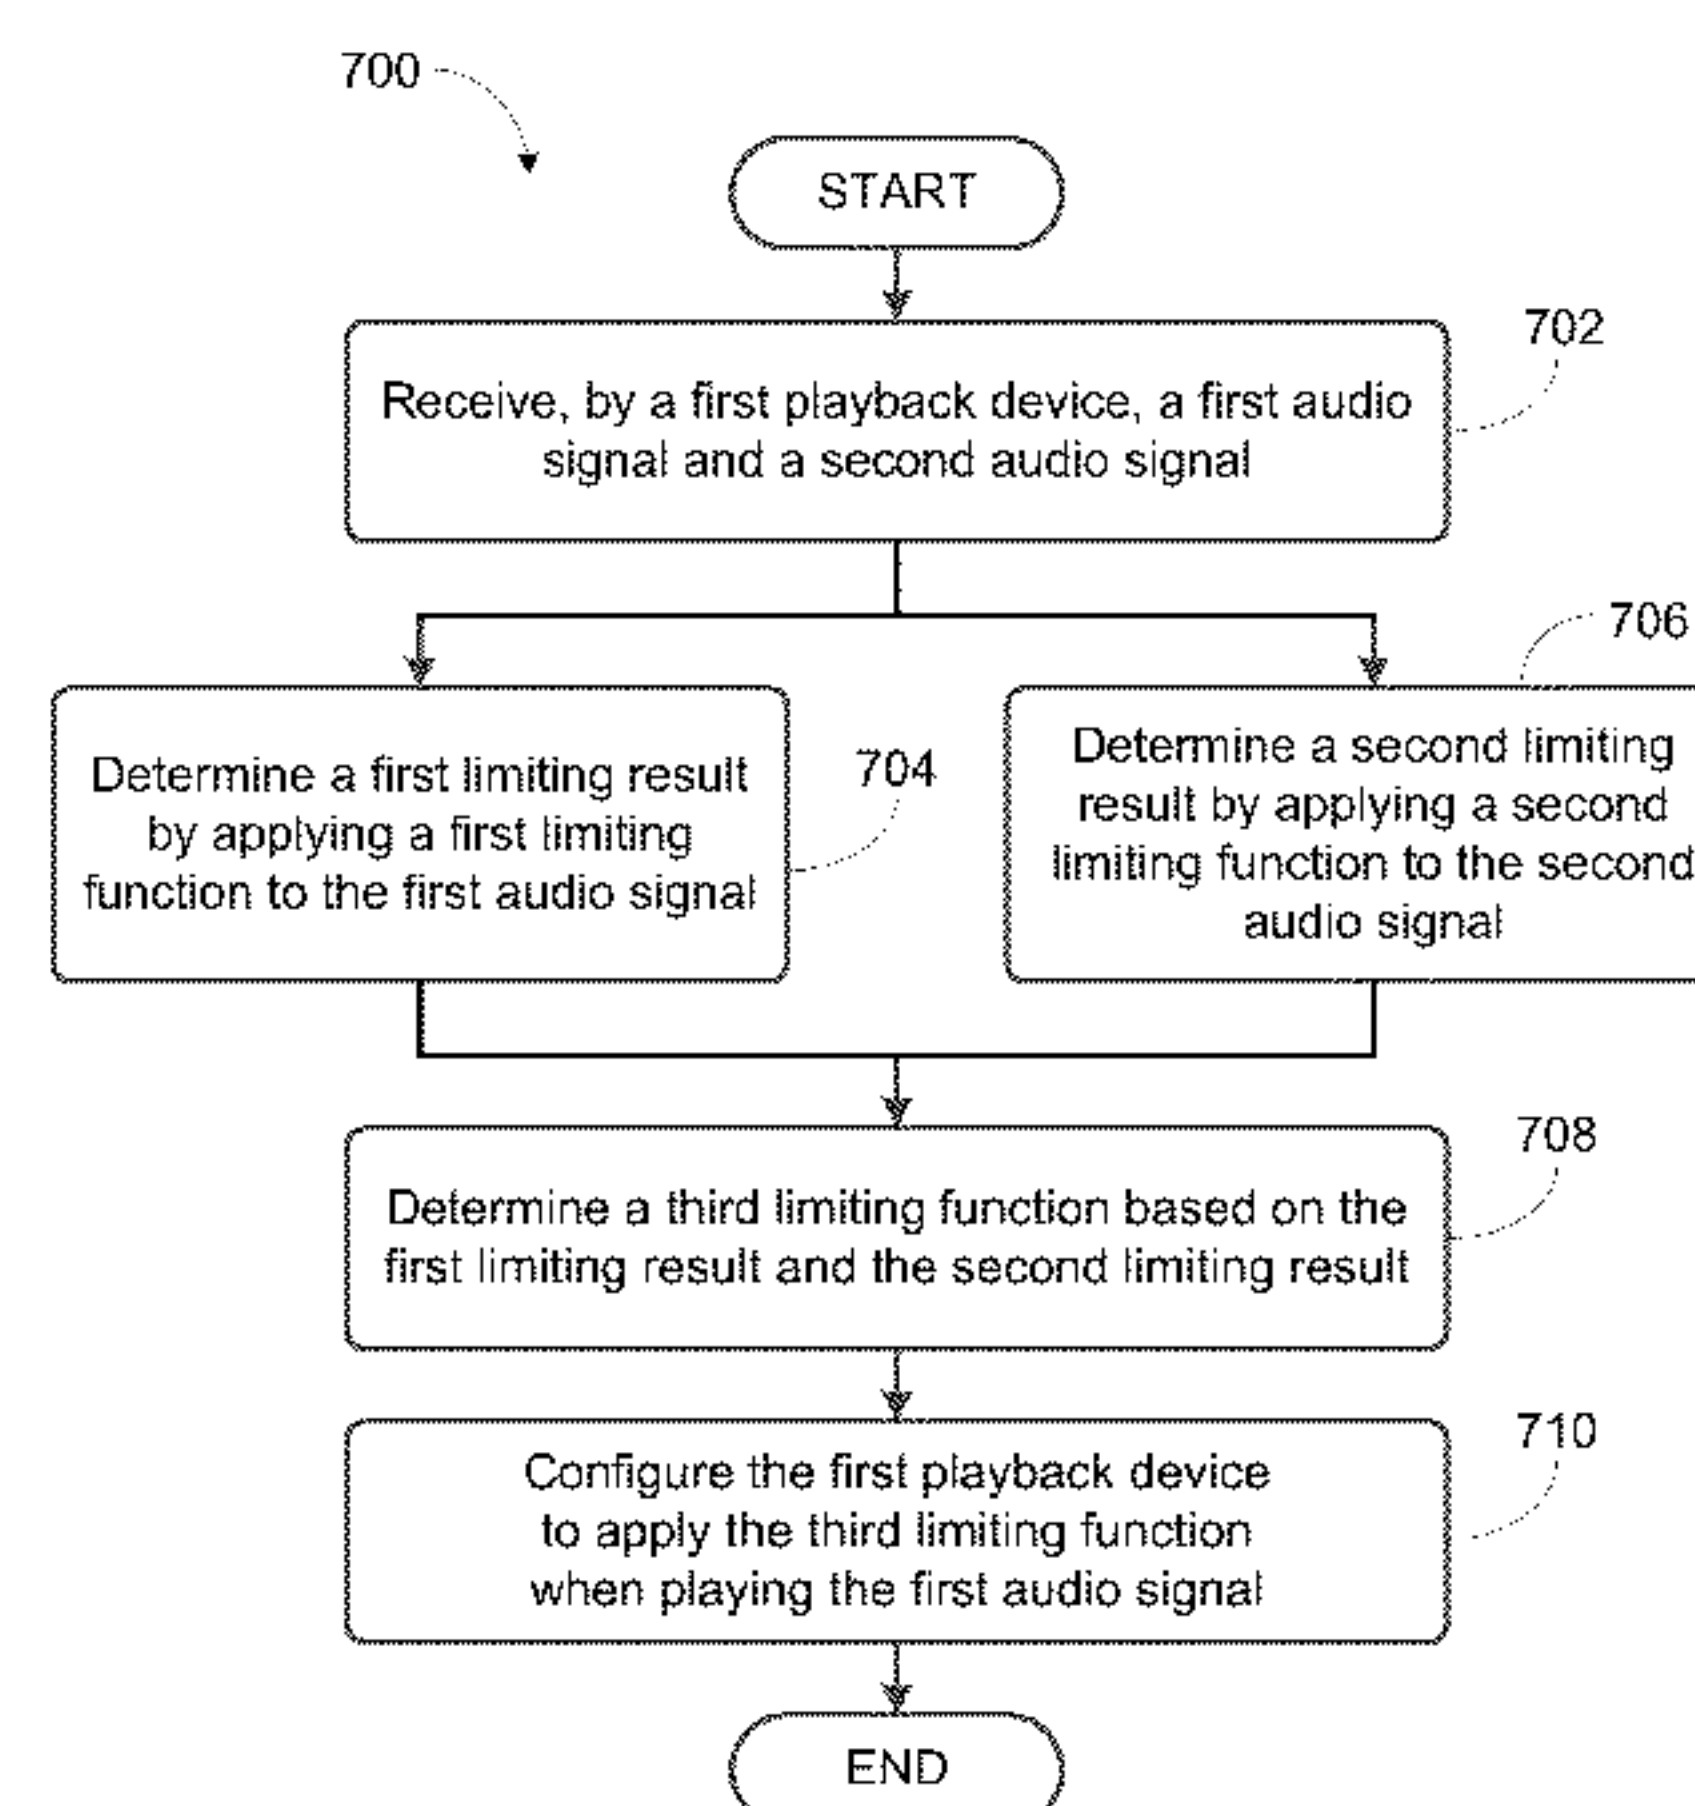 700
START
702
Receive, by a first playback device, a first audio
signal and a second audio signal
706
Determine a first limiting result
by applying a first limiting
function to the first audio signal
704
Determine a second limiting
result by applying a second
limiting function to the second
audio signal
708
Determine a third limiting function based on the
first limiting result and the second limiting result
710
Configure the first playback device
to apply the third limiting function
when playing the first audio signal
END